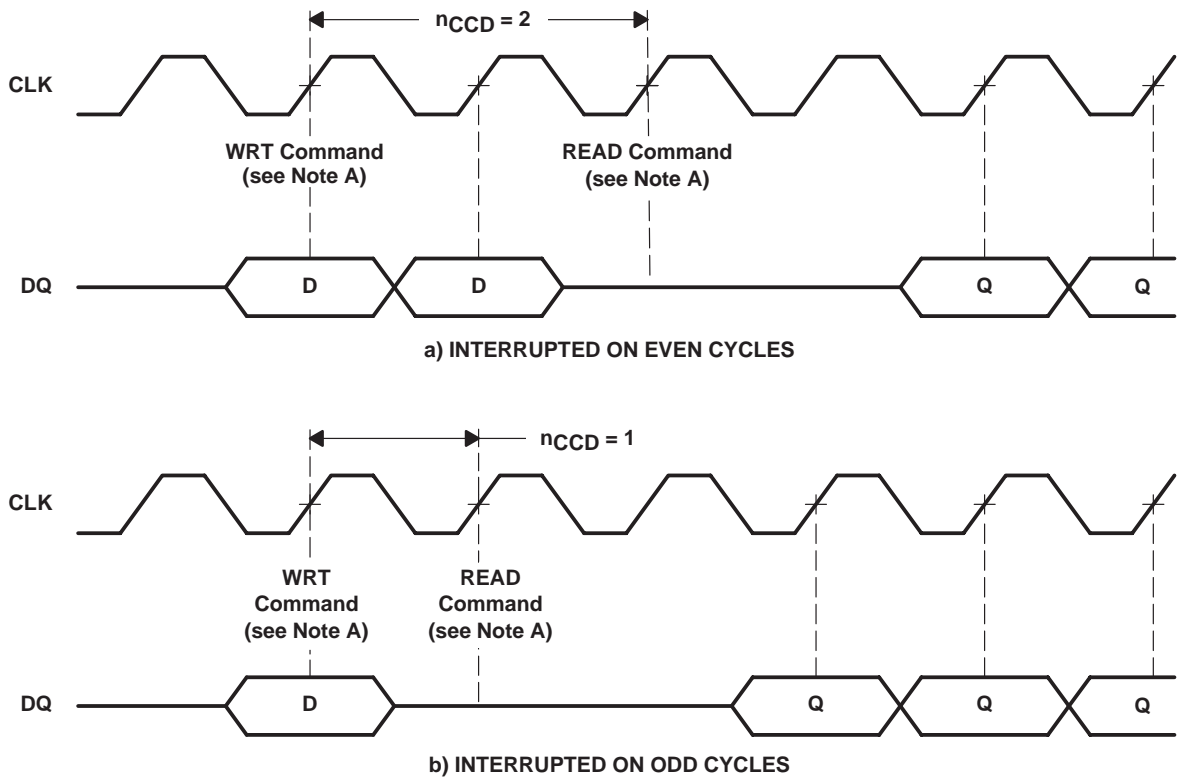 nCCD = 2
CLK
WRT Command
(see Note A)
READ Command
(see Note A)
DQ
D
D
Q
Q
a) INTERRUPTED ON EVEN CYCLES
nCCD = 1
CLK
WRT
Command
(see Note A)
READ
Command
(see Note A)
DQ
D
Q
Q
Q
b) INTERRUPTED ON ODD CYCLES